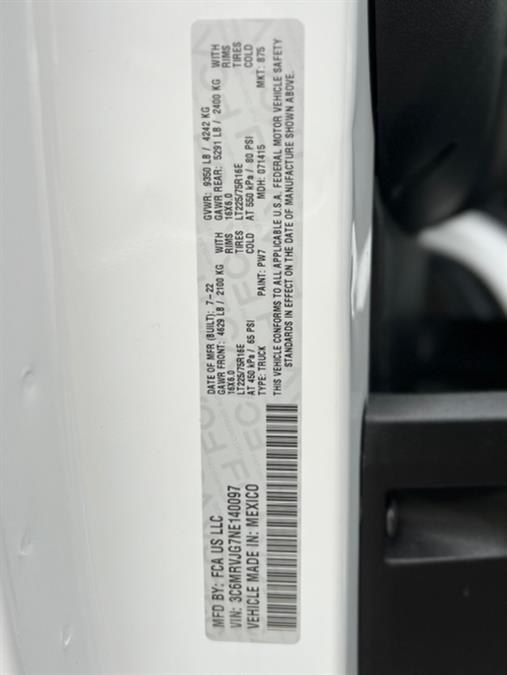 MFD BY: FCA US LLC
VIN: 3C6MRVJG7NE140097
VEHICLE MADE IN: MEXICO
DATE OF MFR (BUILT): 7-22 GVWR: 9350 LB / 4242 KG
GAWR FRONT: 4629 LB / 2100 KG WITH GAWR REAR: 5291 LB / 2400 KG WITH
16X6.0 RIMS 16X6.0 RIMS
LT225/75R16E TIRES LT225/75R16E TIRES
AT 450 kPa / 65 PSI COLD AT 550 kPa / 80 PSI COLD
TYPE: TRUCK PAINT: PW7 MDH: 071415 MKT: B75
THIS VEHICLE CONFORMS TO ALL APPLICABLE U.S.A. FEDERAL MOTOR VEHICLE SAFETY
STANDARDS IN EFFECT ON THE DATE OF MANUFACTURE SHOWN ABOVE.